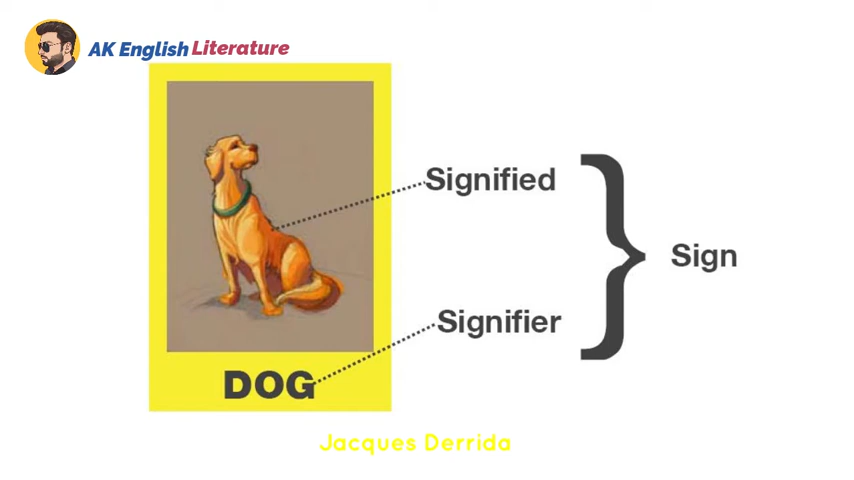 AK English Literature
Signified
Sign
Signifier
DOG
Jacques Derrida